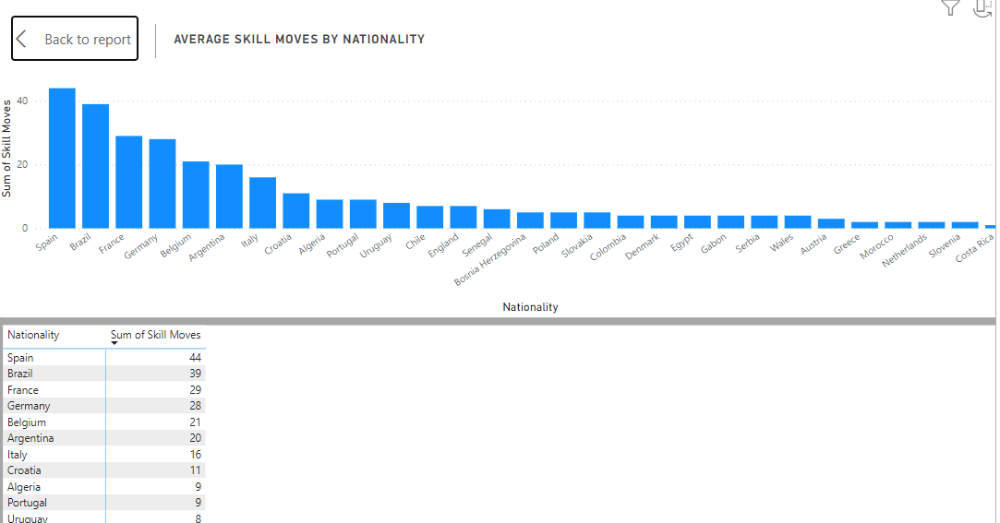 Back to report
AVERAGE SKILL MOVES BY NATIONALITY
Sum of Skill Moves
40
20
0
Spain
Brazil
France
Germany
Belgium
Argentina
Italy
Croatia
Algeria
Portugal
Uruguay
Chile
England
Senegal
Bosnia Herzegovina
Poland
Slovakia
Colombia
Denmark
Egypt
Gabon
Serbia
Wales
Austria
Greece
Morocco
Netherlands
Slovenia
Costa Rica
Nationality
Nationality Sum of Skill Moves
Spain 44
Brazil 39
France 29
Germany 28
Belgium 21
Argentina 20
Italy 16
Croatia 11
Algeria 9
Portugal 9
Uruguay 8